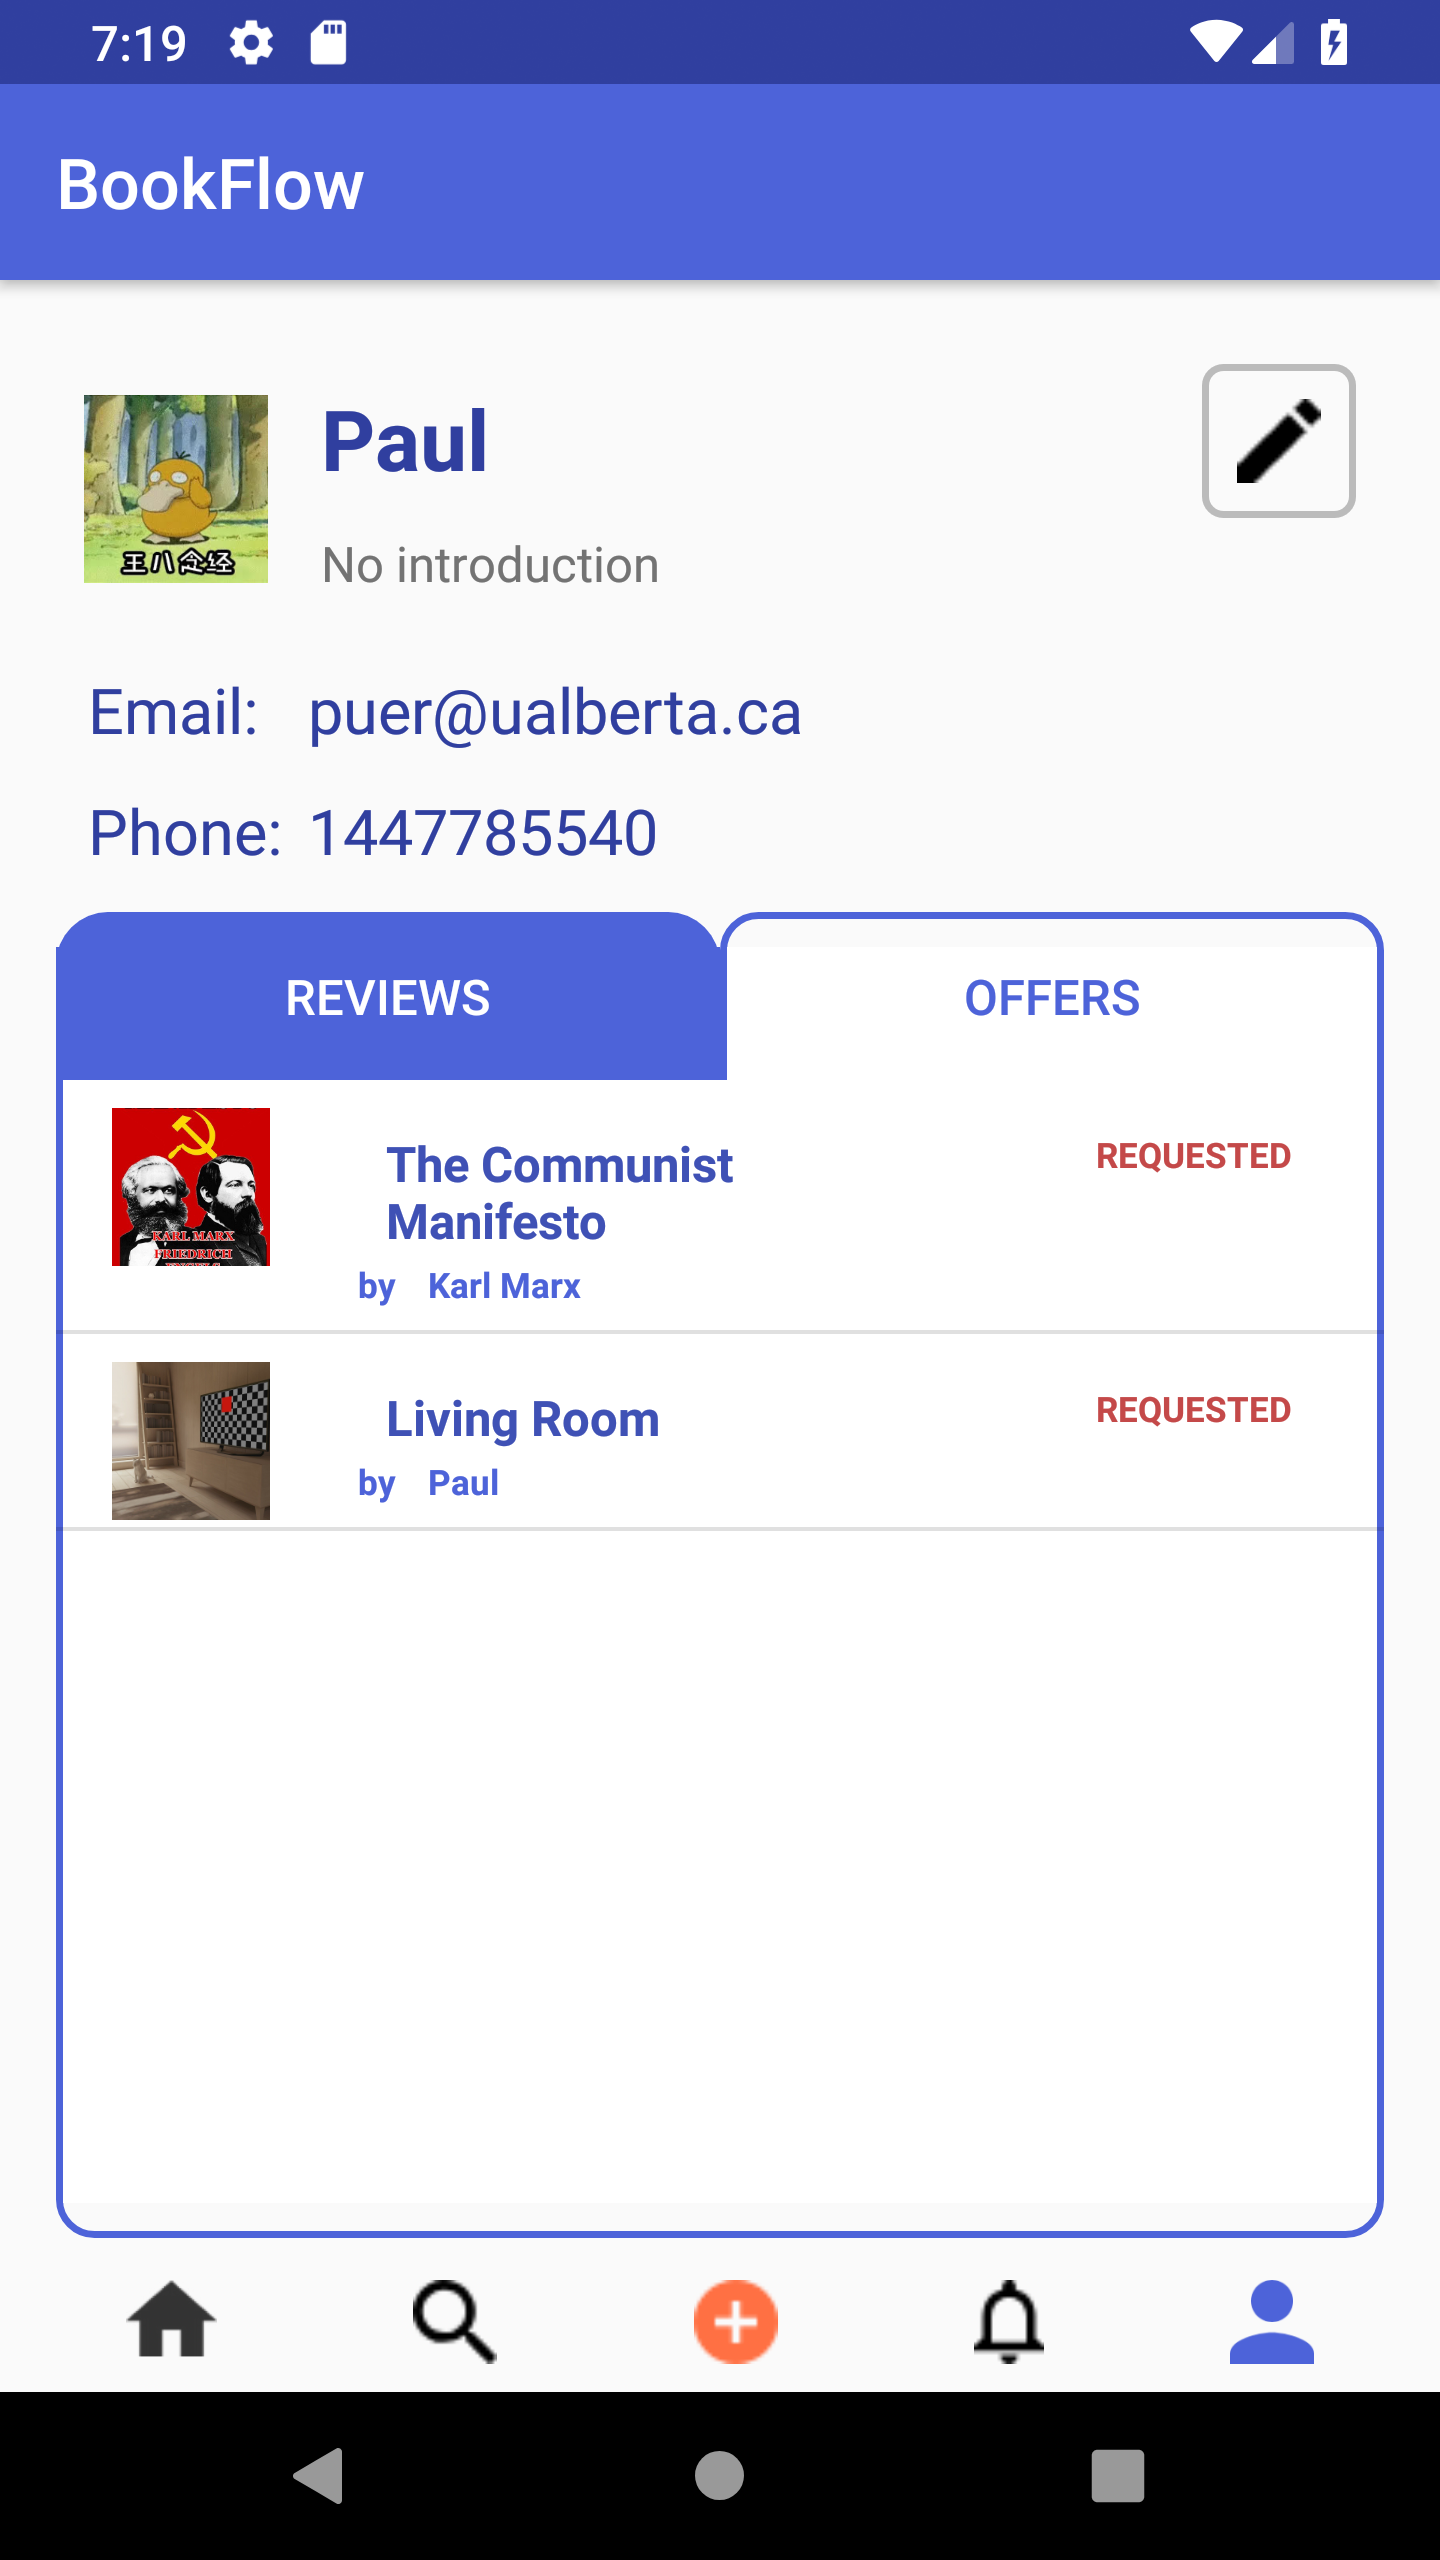 7:19
BookFlow
Paul
王八念经
No introduction
Email: puer@ualberta.ca
Phone: 1447785540
REVIEWS OFFERS
The Communist REQUESTED
Manifesto
by Karl Marx
KARL MARX
FRIEDRICH
Living Room REQUESTED
by Paul